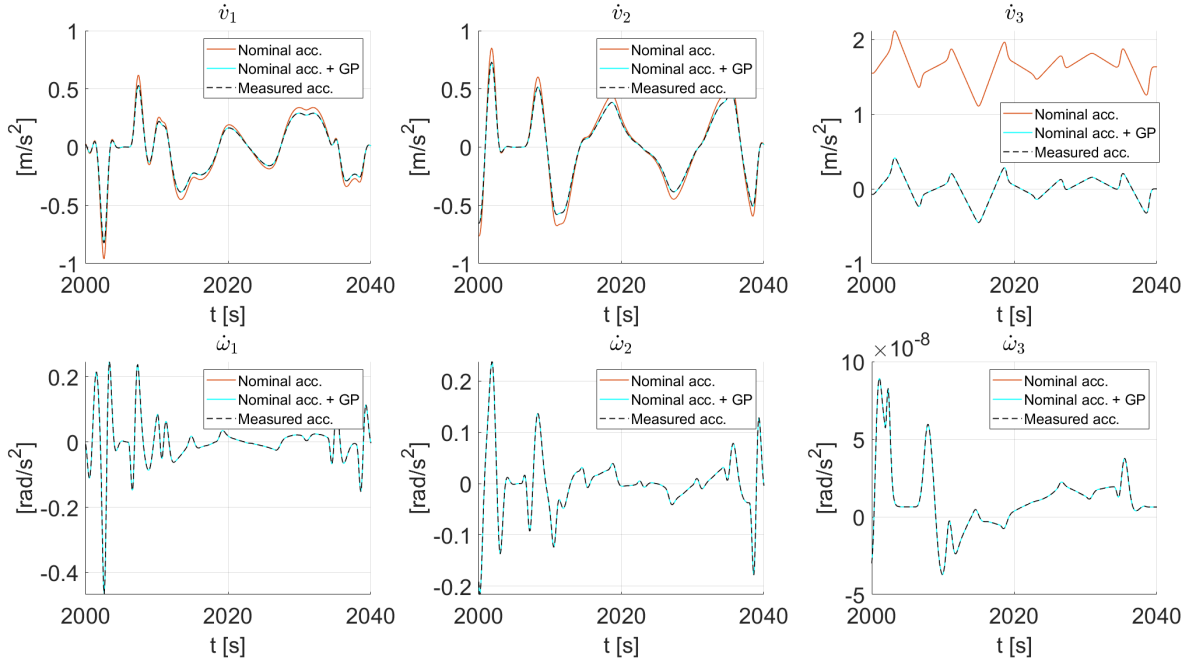 v̇₁
1
0.5
0
-0.5
-1
[m/s²]
2000
2020
2040
t [s]
Nominal acc.
Nominal acc. + GP
Measured acc.
v̇₂
1
0.5
0
-0.5
-1
[m/s²]
2000
2020
2040
t [s]
Nominal acc.
Nominal acc. + GP
Measured acc.
v̇₃
2
1
0
-1
[m/s²]
2000
2020
2040
t [s]
Nominal acc.
Nominal acc. + GP
Measured acc.
ω̇₁
0.2
0
-0.2
-0.4
[rad/s²]
2000
2020
2040
t [s]
Nominal acc.
Nominal acc. + GP
Measured acc.
ω̇₂
0.2
0.1
0
-0.1
-0.2
[rad/s²]
2000
2020
2040
t [s]
Nominal acc.
Nominal acc. + GP
Measured acc.
ω̇₃
×10⁻⁸
10
5
0
-5
[rad/s²]
2000
2020
2040
t [s]
Nominal acc.
Nominal acc. + GP
Measured acc.